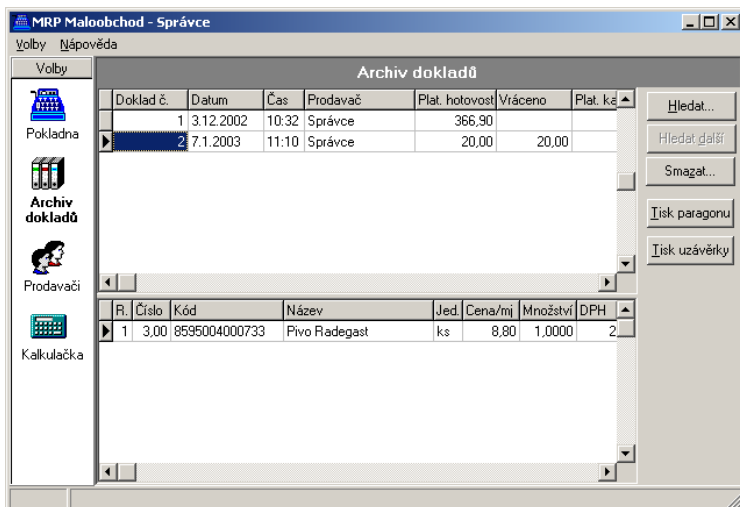 MRP Maloobchod - Správce
Volby Nápověda
Volby
Pokladna
Archiv
dokladů
Prodavači
Kalkulačka
Archiv dokladů
Doklad č. Datum Čas Prodavač Plat. hotovost Vráceno Plat. ka
1 3.12.2002 10:32 Správce 366,90
2 7.1.2003 11:10 Správce 20,00 20,00
R. Číslo Kód Název Jed. Cena/mj Množství DPH
1 3,00 8595004000733 Pivo Radegast ks 8,80 1,0000 2
Hledat...
Hledat další
Smazat...
Tisk paragonu
Tisk uzávěrky